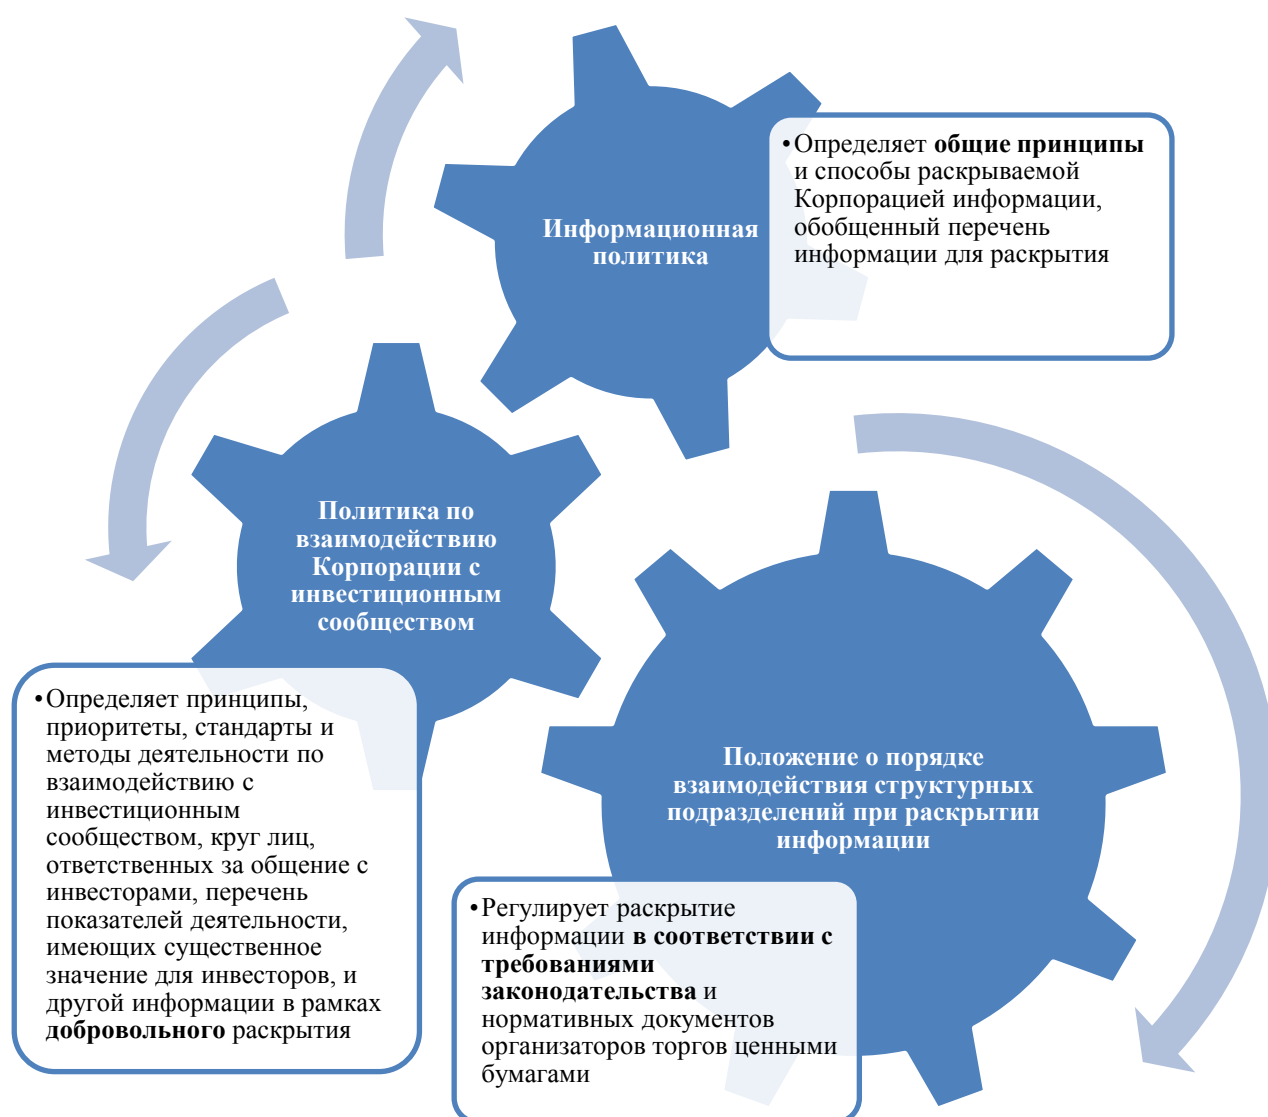 Информационная
политика
•Определяет общие принципы
и способы раскрываемой
Корпорацией информации,
обобщенный перечень
информации для раскрытия
Политика по
взаимодействию
Корпорации с
инвестиционным
сообществом
•Определяет принципы,
приоритеты, стандарты и
методы деятельности по
взаимодействию с
инвестиционным
сообществом, круг лиц,
ответственных за общение с
инвесторами, перечень
показателей деятельности,
имеющих существенное
значение для инвесторов, и
другой информации в рамках
добровольного раскрытия
Положение о порядке
взаимодействия структурных
подразделений при раскрытии
информации
•Регулирует раскрытие
информации в соответствии с
требованиями
законодательства и
нормативных документов
организаторов торгов ценными
бумагами